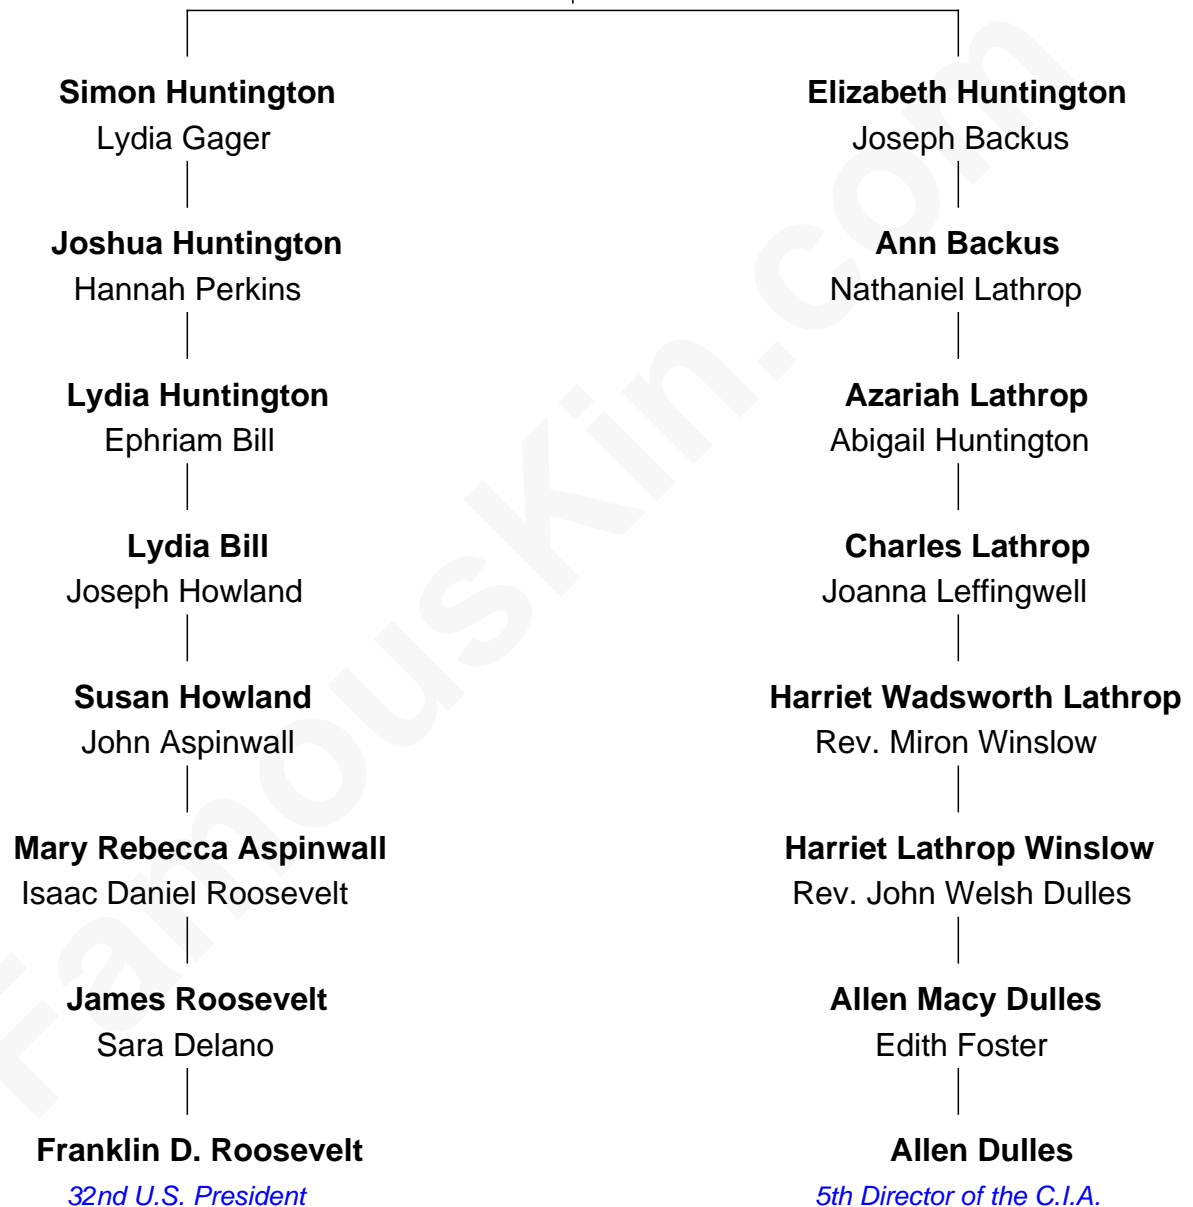 Simon Huntington
Lydia Gager
Joshua Huntington
Hannah Perkins
Lydia Huntington
Ephriam Bill
Lydia Bill
Joseph Howland
Susan Howland
John Aspinwall
Mary Rebecca Aspinwall
Isaac Daniel Roosevelt
James Roosevelt
Sara Delano
Franklin D. Roosevelt
32nd U.S. President
Elizabeth Huntington
Joseph Backus
Ann Backus
Nathaniel Lathrop
Azariah Lathrop
Abigail Huntington
Charles Lathrop
Joanna Leffingwell
Harriet Wadsworth Lathrop
Rev. Miron Winslow
Harriet Lathrop Winslow
Rev. John Welsh Dulles
Allen Macy Dulles
Edith Foster
Allen Dulles
5th Director of the C.I.A.
FamousKin.com